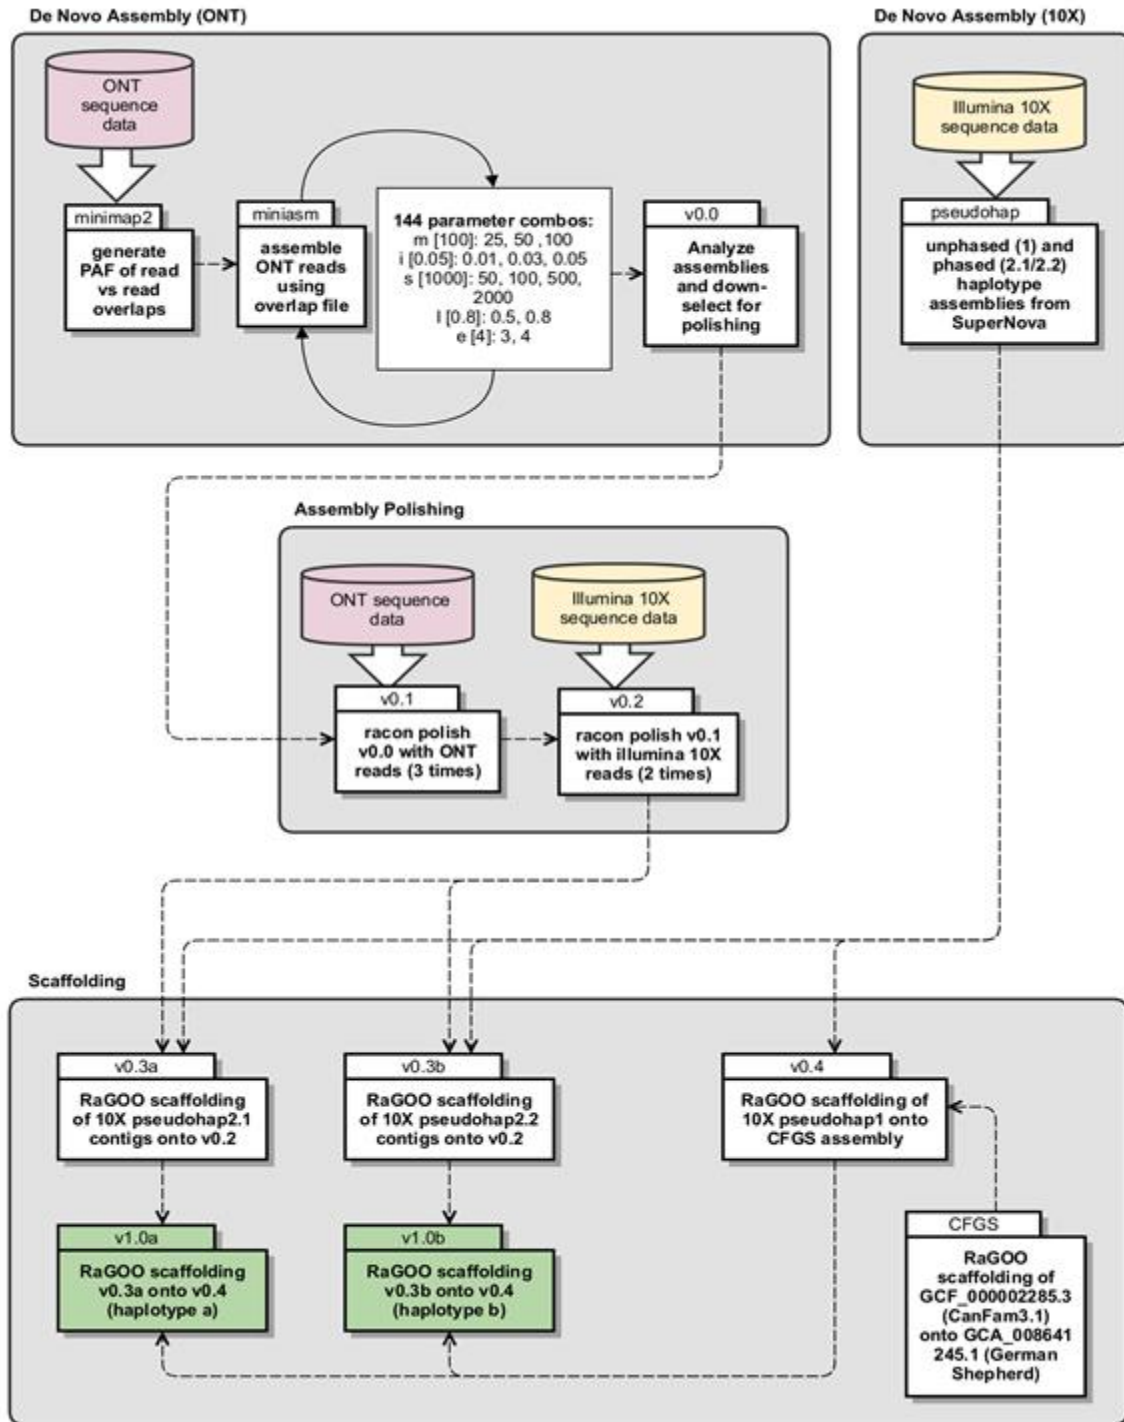 De Novo Assembly (ONT)
ONT
sequence
data
minimap2
generate
PAF of read
vs read
overlaps
miniasm
assemble
ONT reads
using
overlap file
144 parameter combos:
m [100]: 25, 50 ,100
i [0.05]: 0.01, 0.03, 0.05
s [1000]: 50, 100, 500,
2000
I [0.8]: 0.5, 0.8
e [4]: 3, 4
v0.0
Analyze
assemblies
and down-
select for
polishing
De Novo Assembly (10X)
Illumina 10X
sequence data
pseudohap
unphased (1) and
phased (2.1/2.2)
haplotype
assemblies from
SuperNova
Assembly Polishing
ONT sequence
data
v0.1
racon polish
v0.0 with ONT
reads (3 times)
Illumina 10X
sequence data
v0.2
racon polish v0.1
with illumina 10X
reads (2 times)
Scaffolding
v0.3a
RaGOO scaffolding
of 10X pseudohap2.1
contigs onto v0.2
v0.3b
RaGOO scaffolding
of 10X pseudohap2.2
contigs onto v0.2
v0.4
RaGOO scaffolding of
10X pseudohap1 onto
CFGS assembly
v1.0a
RaGOO scaffolding
v0.3a onto v0.4
(haplotype a)
v1.0b
RaGOO scaffolding
v0.3b onto v0.4
(haplotype b)
CFGS
RaGOO
scaffolding of
GCF_000002285.3
(CanFam3.1)
onto GCA_008641
245.1 (German
Shepherd)